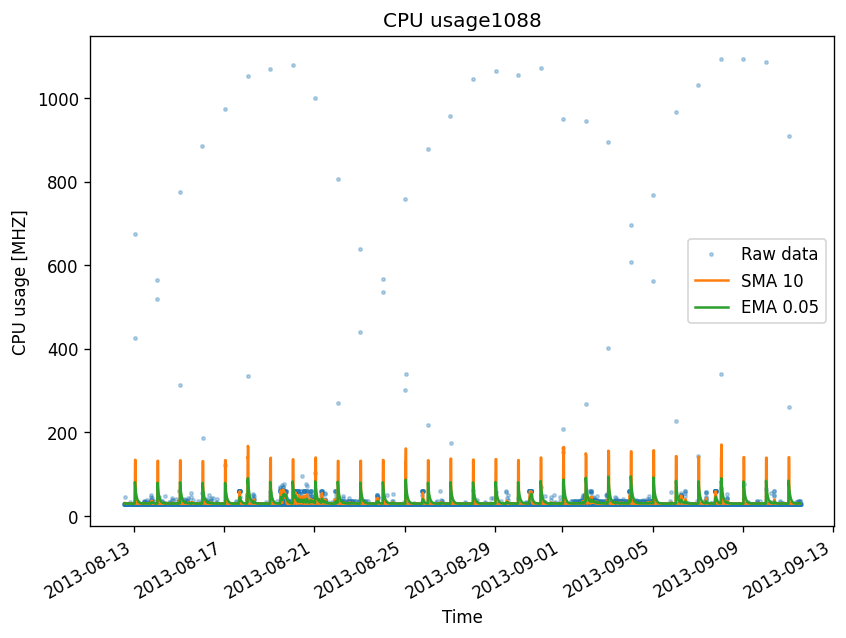 CPU usage1088
CPU usage [MHZ]
1000
800
600
400
200
0
Raw data
SMA 10
EMA 0.05
2013-08-13
2013-08-17
2013-08-21
2013-08-25
2013-08-29
2013-09-01
2013-09-05
2013-09-09
2013-09-13
Time